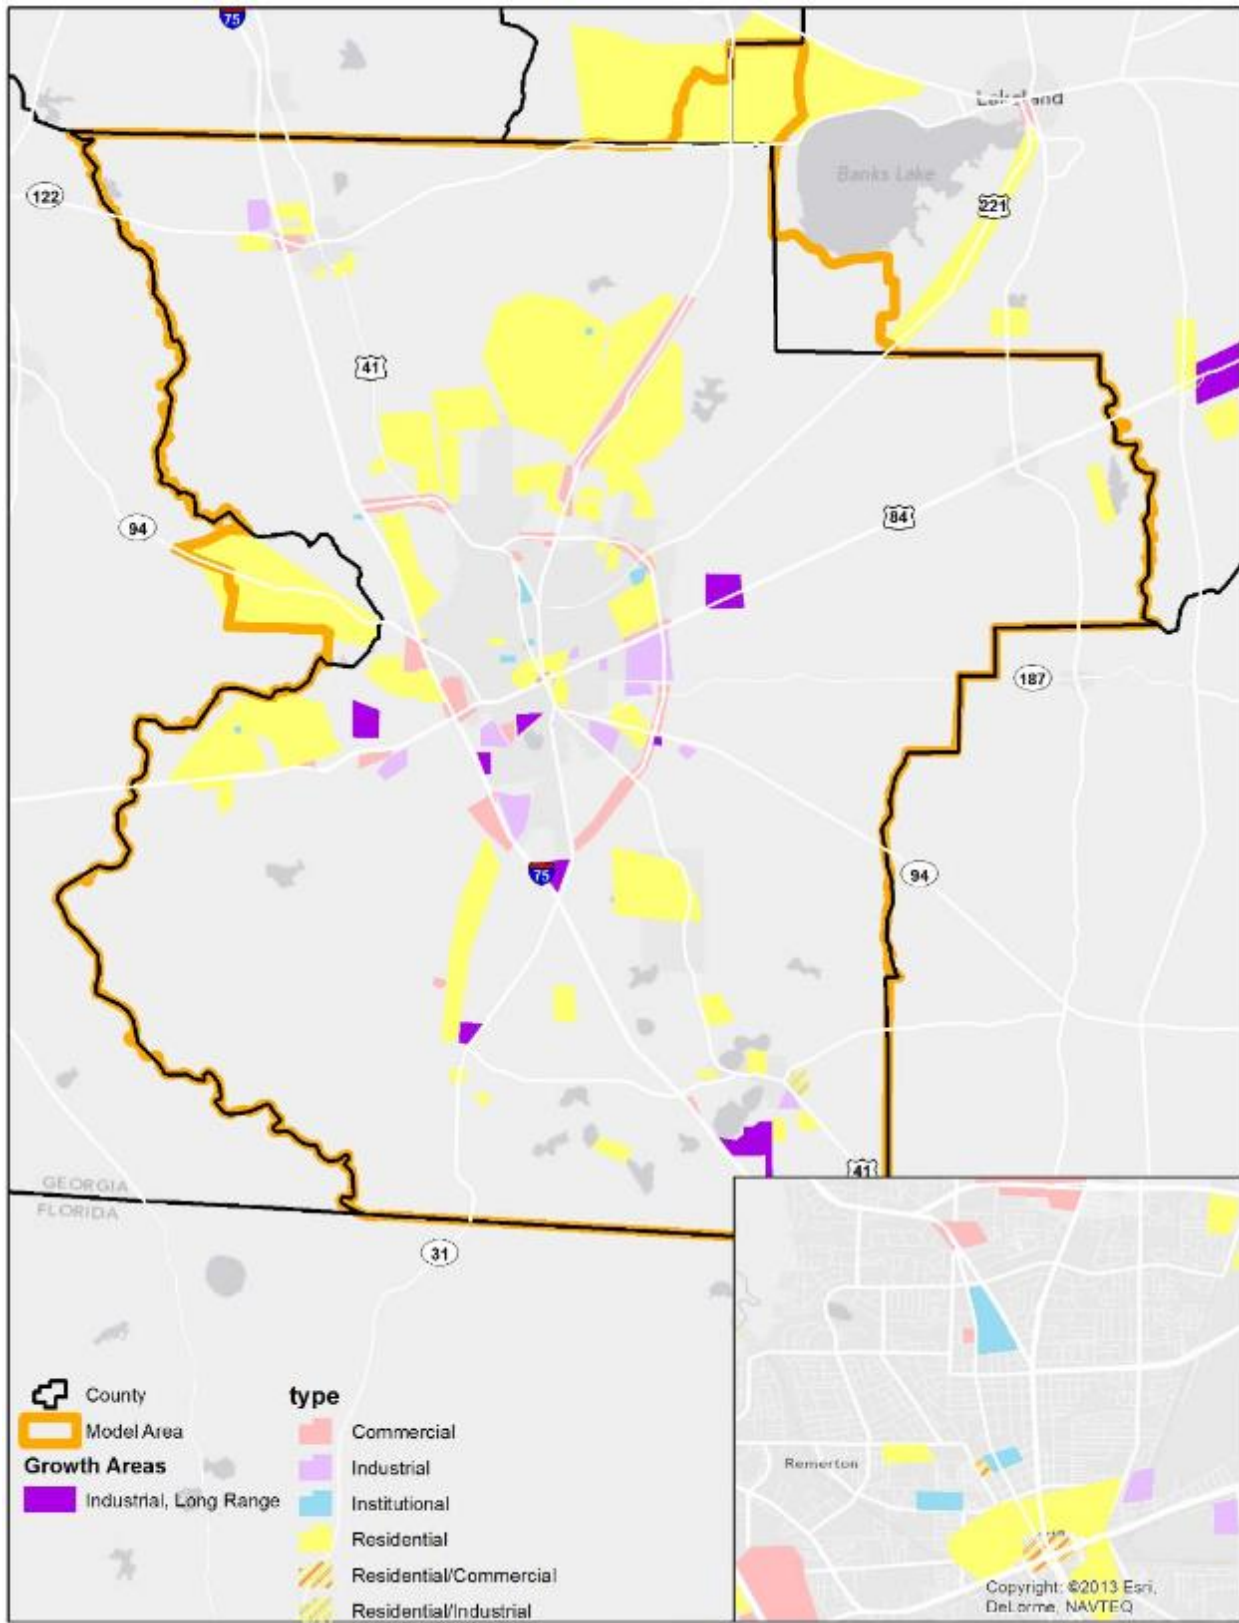 75
Lakeland
Banks Lake
122
221
41
94
84
187
75
94
41
GEORGIA
FLORIDA
31
County
Model Area
Growth Areas
Industrial, Long Range
type
Commercial
Industrial
Institutional
Residential
Residential/Commercial
Residential/Industrial
Remerton
Copyright: ©2013 Esri,
DeLorme, NAVTEQ